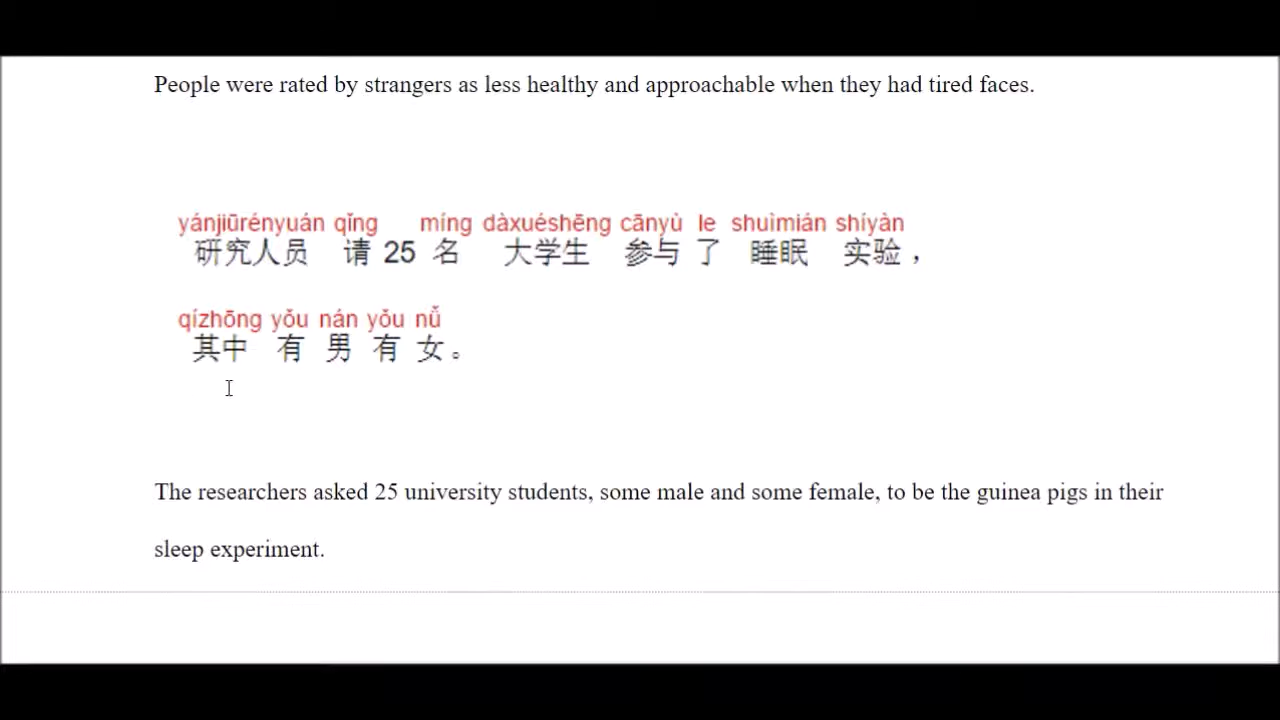 People were rated by strangers as less healthy and approachable when they had tired faces.
yánjiūrényuán qǐng míng dàxuéshēng cānyù le shuìmián shíyàn
研究人员 请 25 名 大学生 参与 了 睡眠 实验，
qízhōng yǒu nán yǒu nǚ
其中 有 男 有 女。
The researchers asked 25 university students, some male and some female, to be the guinea pigs in their
sleep experiment.